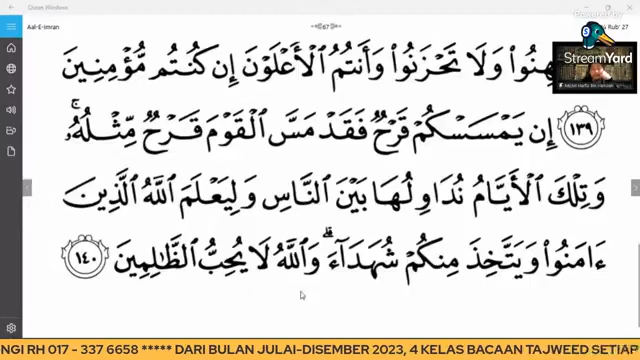 Quran Windows
Aal-E-Imran
67
Rub' 27
Powered by
StreamYard
وَلَا تَحۡزَنُوا۟ وَأَنتُمُ ٱلۡأَعۡلَوۡنَ إِن كُنتُم مُّؤۡمِنِينَ
١٣٩ إِن يَمۡسَسۡكُمۡ قَرۡحٌ فَقَدۡ مَسَّ ٱلۡقَوۡمَ قَرۡحٌ مِّثۡلُهُۥۚ
وَتِلۡكَ ٱلۡأَيَّامُ نُدَاوِلُهَا بَيۡنَ ٱلنَّاسِ وَلِيَعۡلَمَ ٱللَّهُ ٱلَّذِينَ
ءَامَنُوا۟ وَيَتَّخِذَ مِنكُمۡ شُهَدَآءَۗ وَٱللَّهُ لَا يُحِبُّ ٱلظَّٰلِمِينَ ١٤٠
NGI RH 017 - 337 6658 ***** DARI BULAN JULAI-DISEMBER 2023, 4 KELAS BACAAN TAJWEED SETIAP